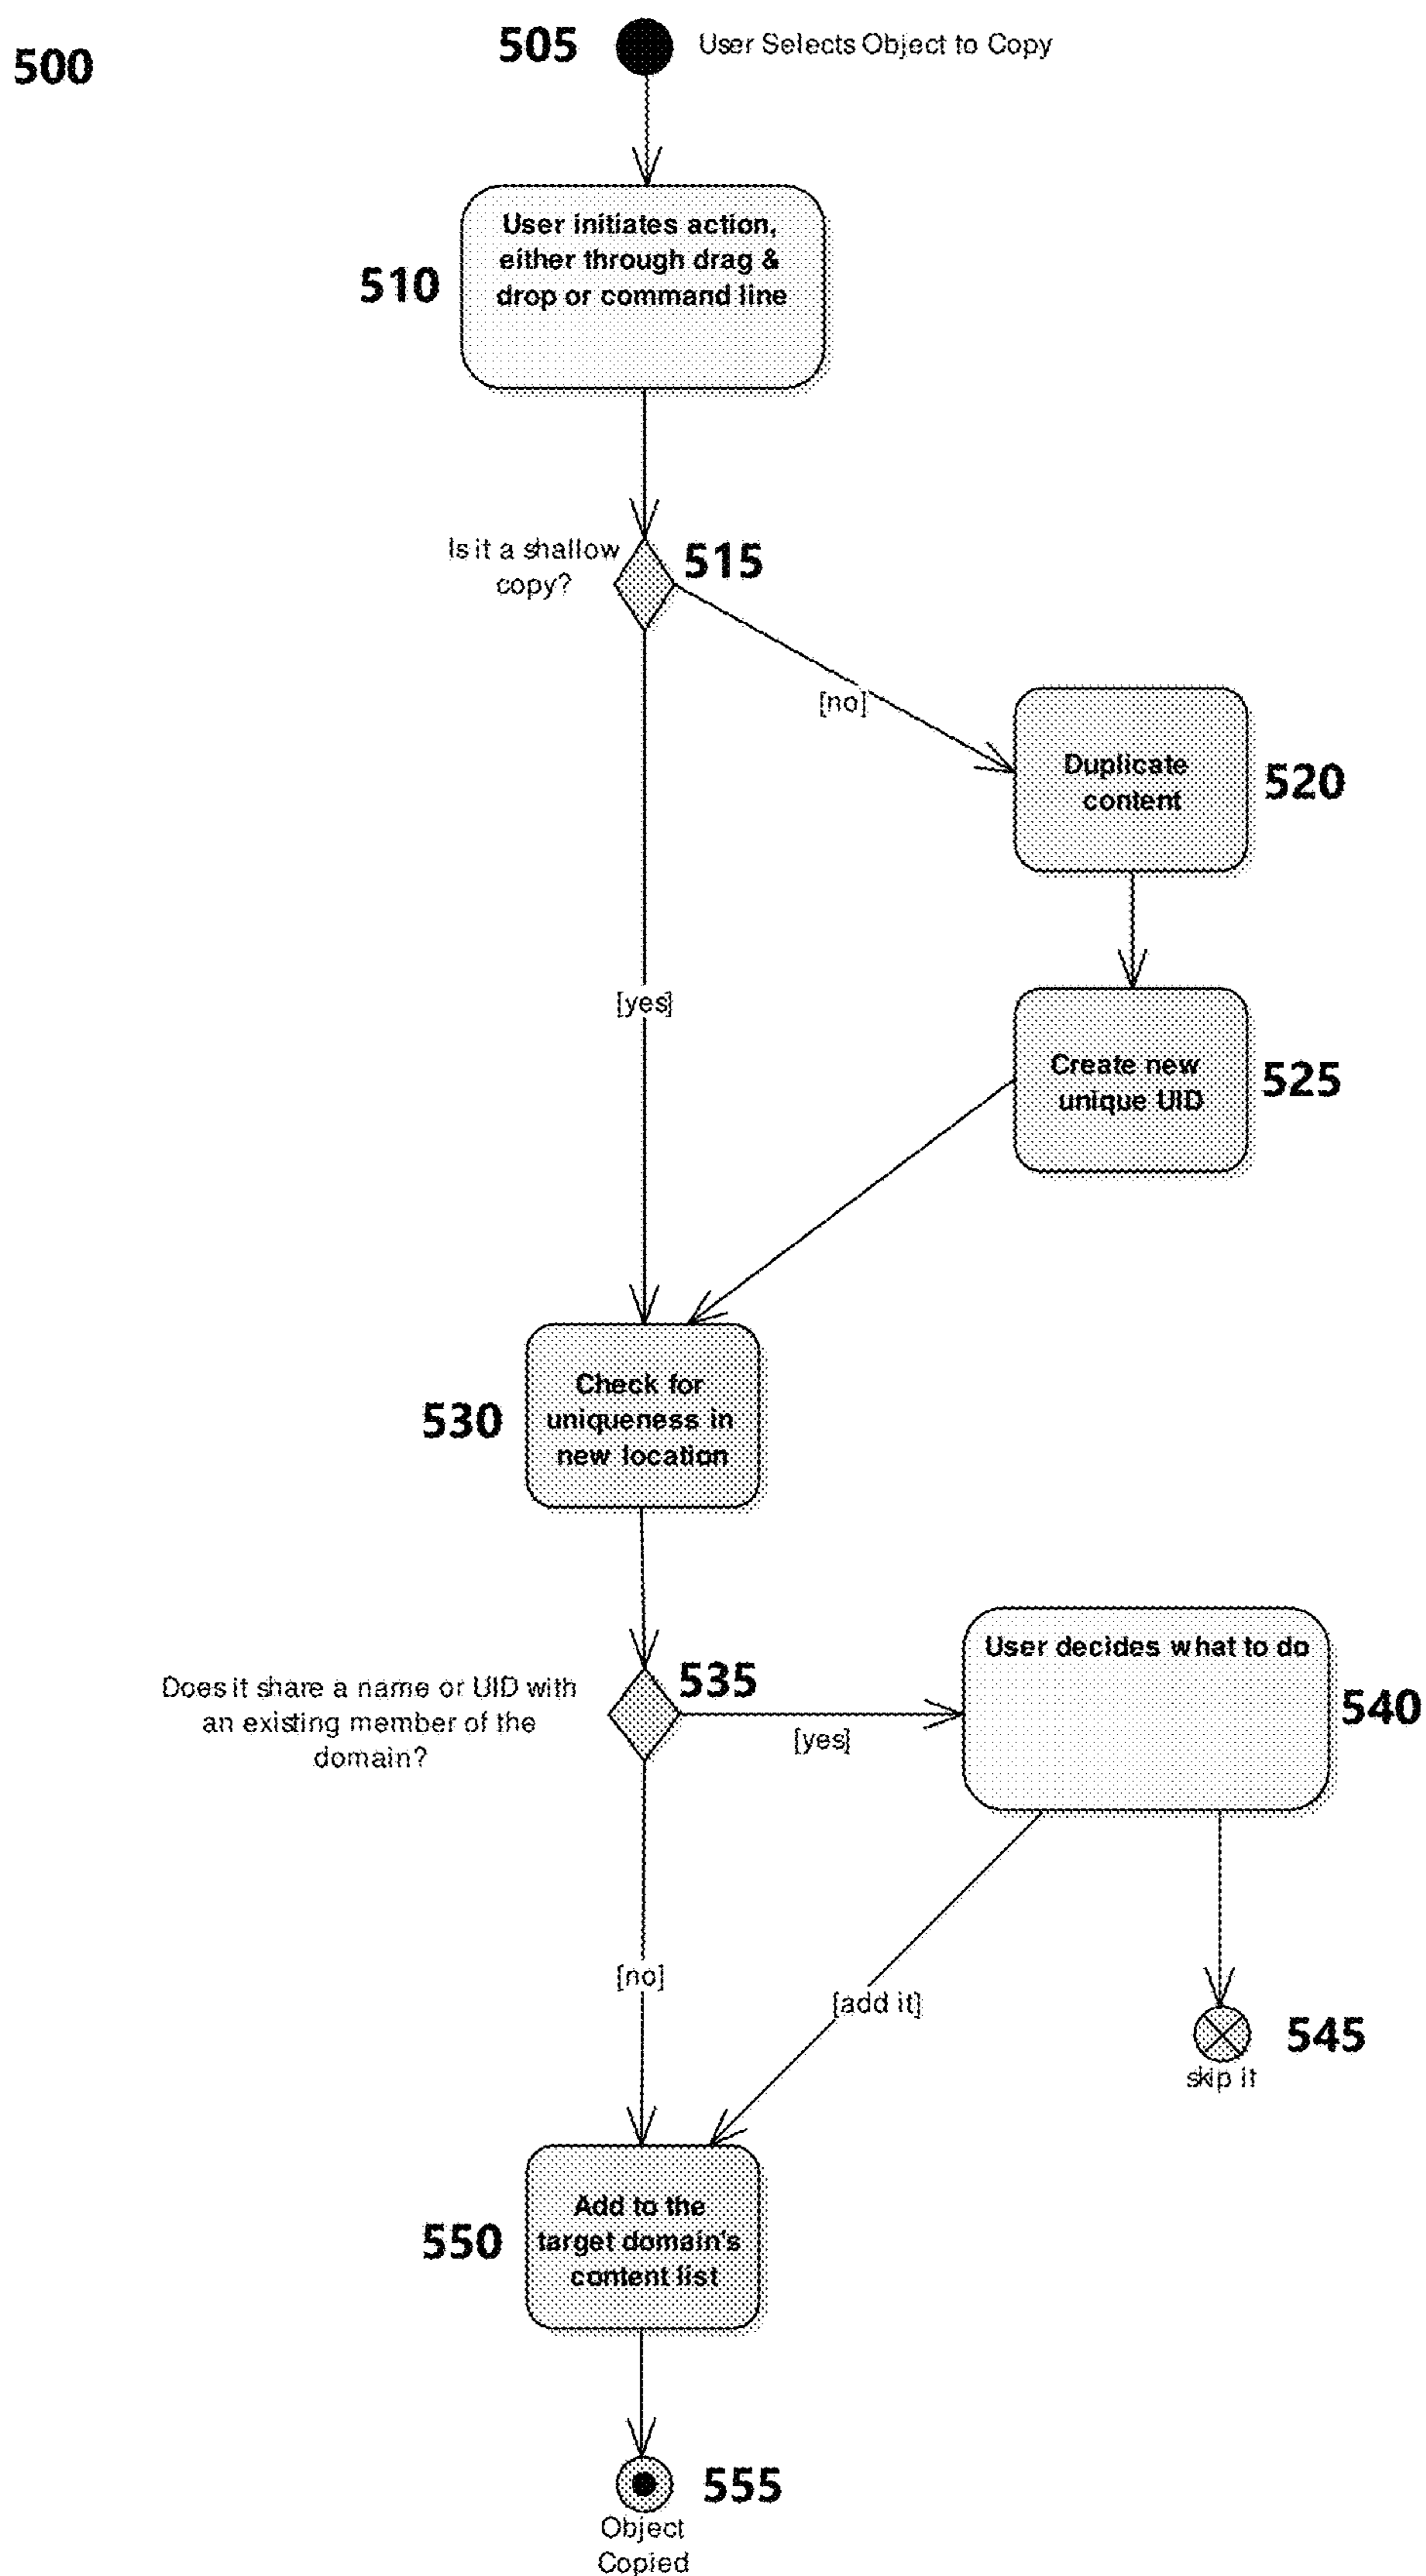 500
505
User Selects Object to Copy
510
User initiates action,
either through drag &
drop or command line
Is it a shallow
copy?
515
[no]
Duplicate
content
520
[yes]
Create new
unique UID
525
530
Check for
uniqueness in
new location
Does it share a name or UID with
an existing member of the
domain?
535
[yes]
User decides what to do
540
[no]
[add it]
545
skip it
550
Add to the
target domain's
content list
555
Object
Copied